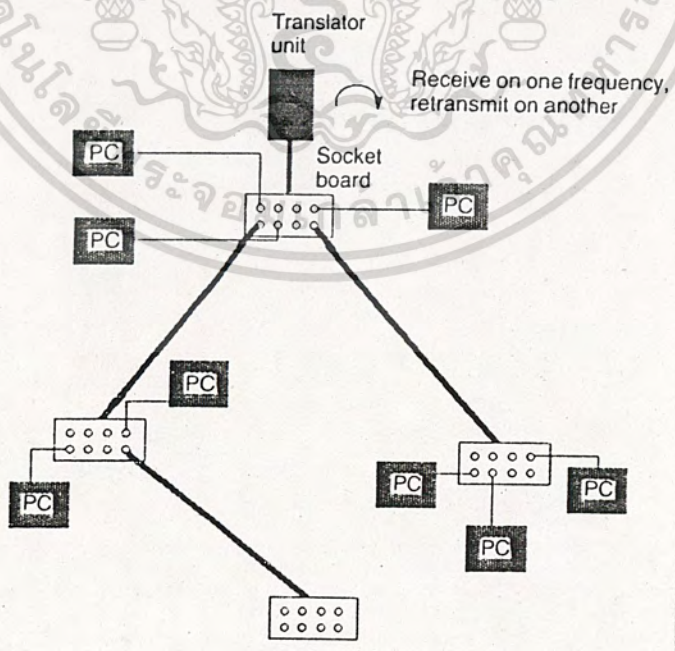 Translator
unit
Receive on one frequency,
retransmit on another
PC
Socket
board
PC
PC
PC
PC
PC
PC
PC
PC